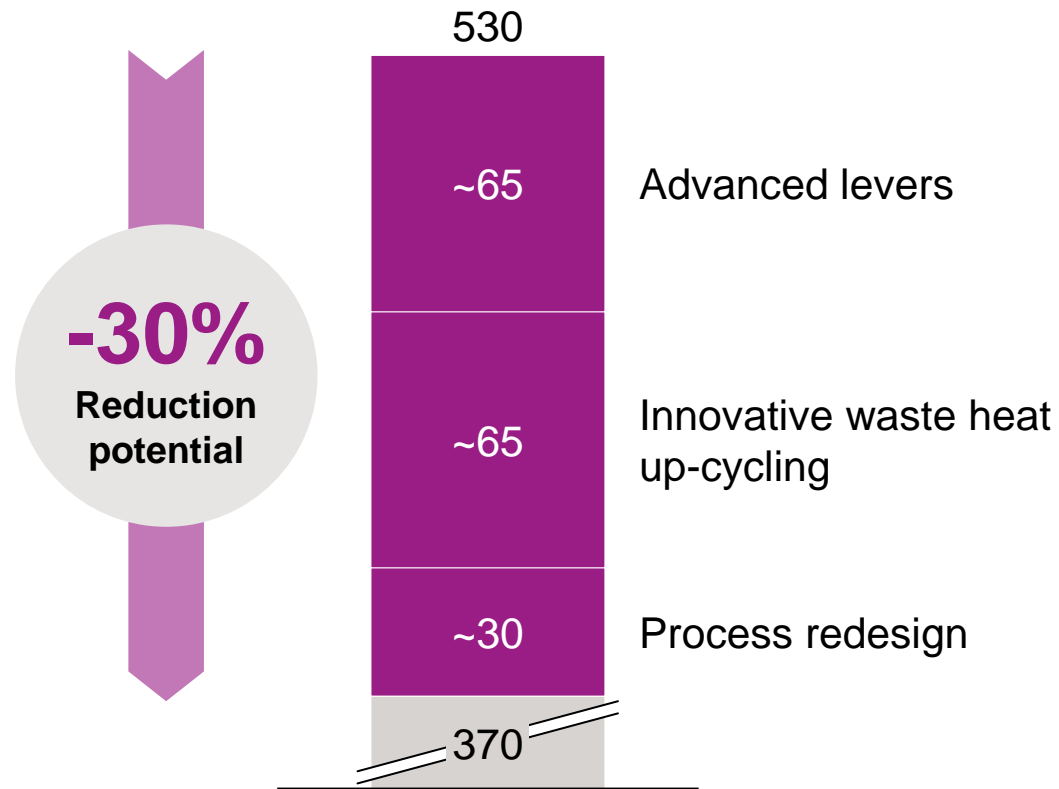 530
~65
Advanced levers
-30%
Reduction
potential
~65
Innovative waste heat
up-cycling
~30
Process redesign
370